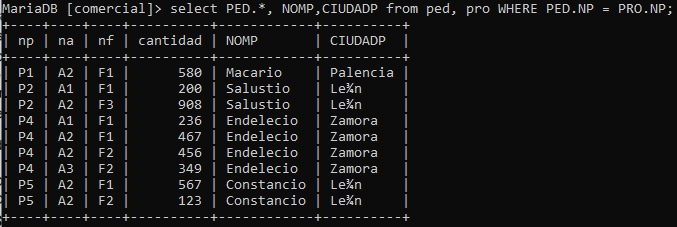 MariaDB [comercial]> select PED.*, NOMP,CIUDADP from ped, pro WHERE PED.NP = PRO.NP;
+----+----+----+----------+------------+----------+
| np | na | nf | cantidad | NOMP       | CIUDADP  |
+----+----+----+----------+------------+----------+
| P1 | A2 | F1 |      580 | Macario    | Palencia |
| P2 | A1 | F1 |      200 | Salustio   | Le¾n     |
| P2 | A2 | F3 |      908 | Salustio   | Le¾n     |
| P4 | A1 | F1 |      236 | Endelecio  | Zamora   |
| P4 | A2 | F1 |      467 | Endelecio  | Zamora   |
| P4 | A2 | F2 |      456 | Endelecio  | Zamora   |
| P4 | A3 | F2 |      349 | Endelecio  | Zamora   |
| P5 | A2 | F1 |      567 | Constancio | Le¾n     |
| P5 | A2 | F2 |      123 | Constancio | Le¾n     |
+----+----+----+----------+------------+----------+